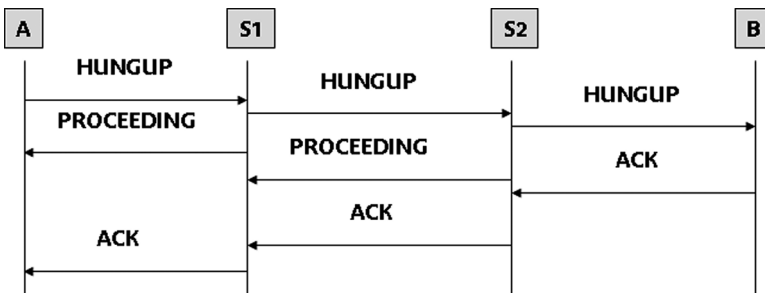 A S1 S2 B
HUNGUP
HUNGUP
HUNGUP
PROCEEDING
PROCEEDING
ACK
ACK
ACK